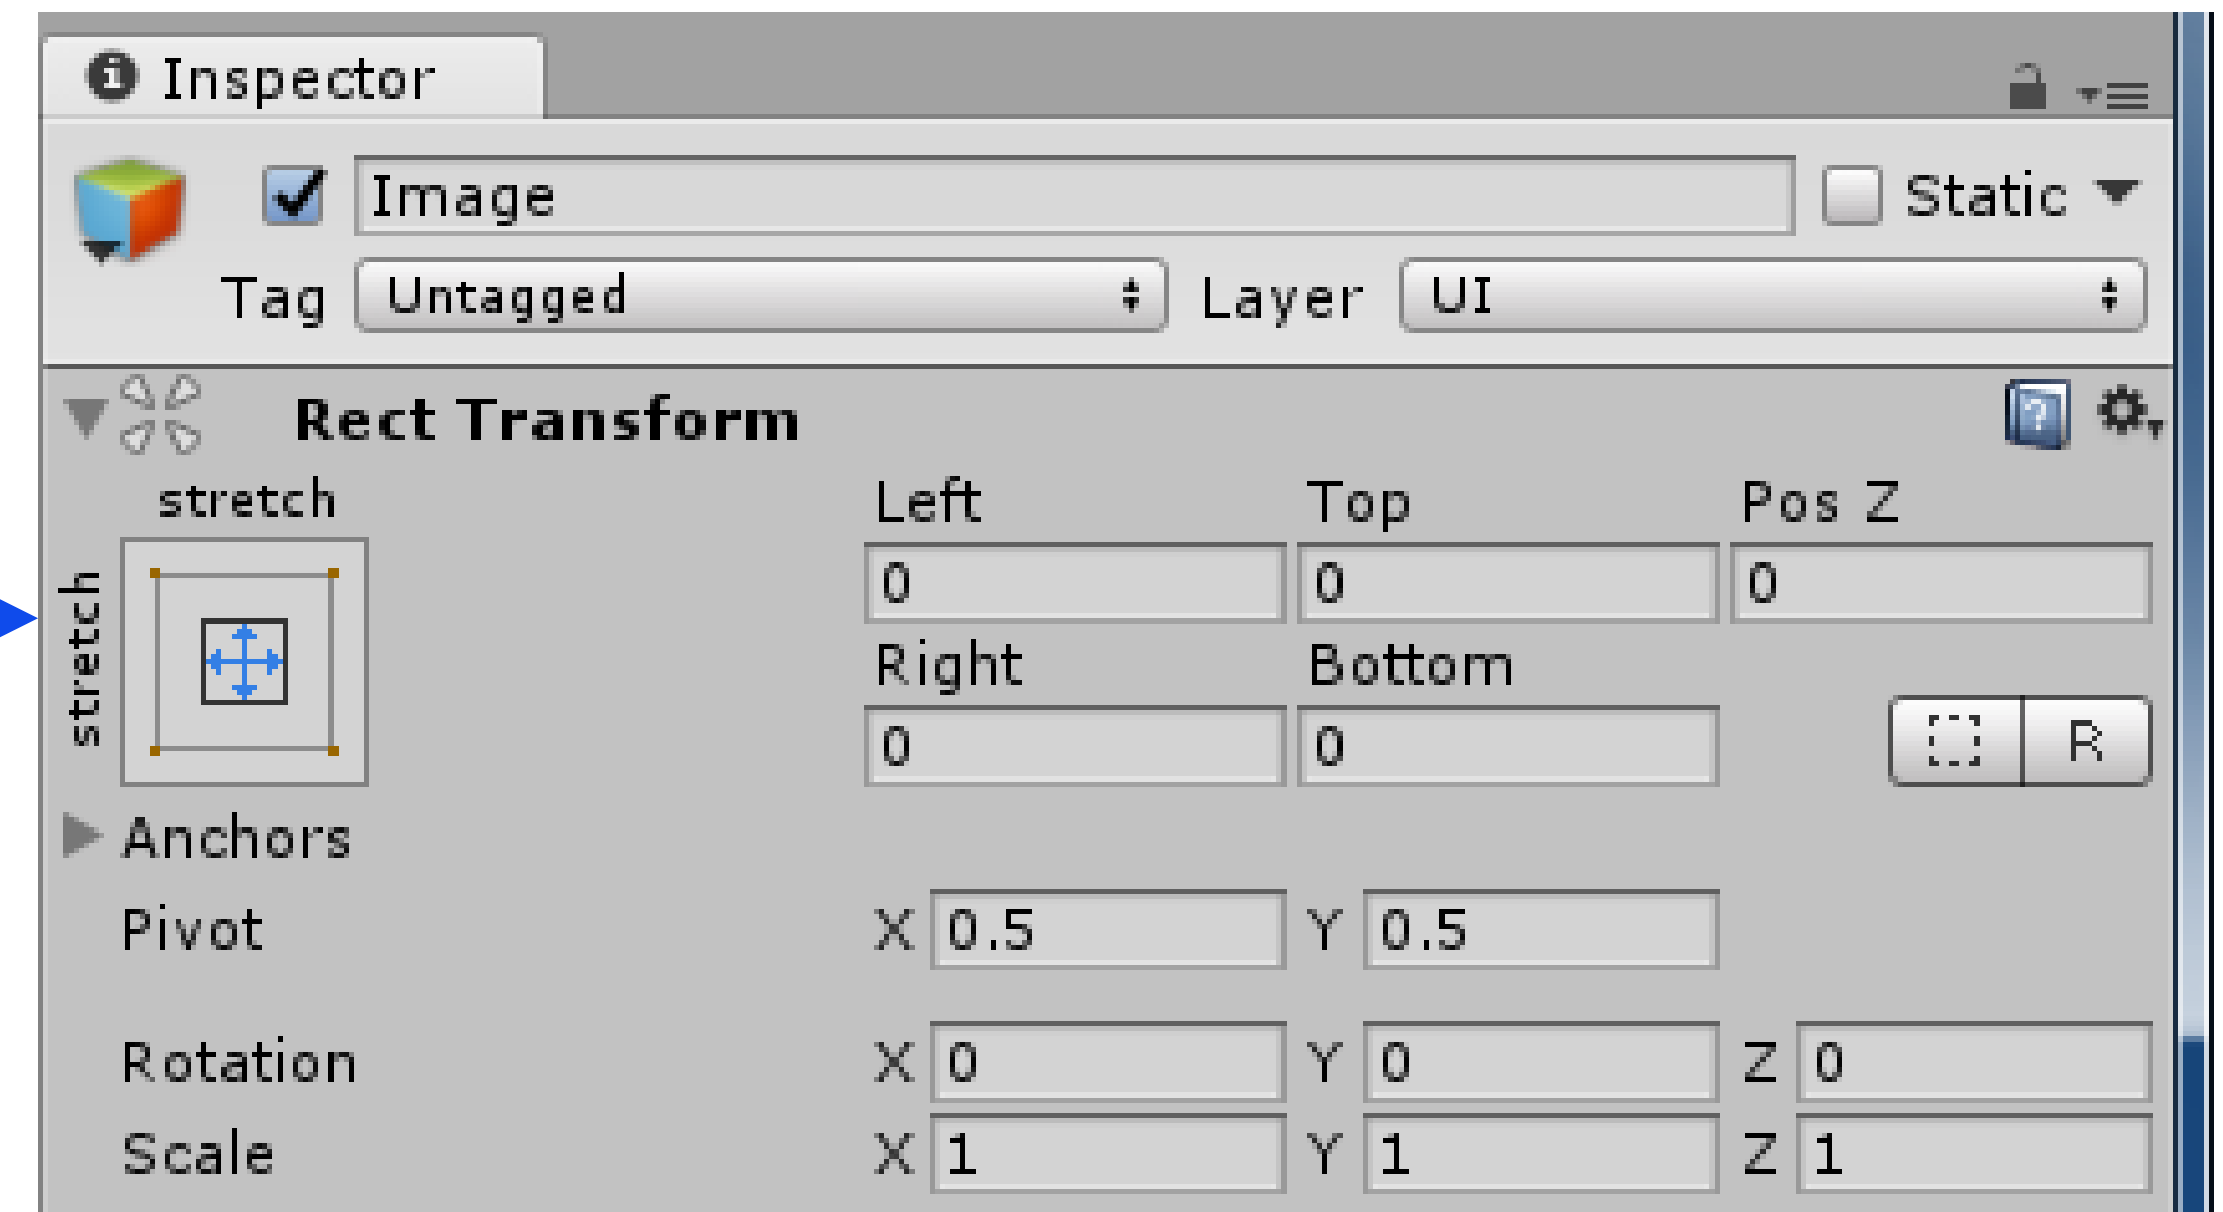 Inspector
Image Static
Tag Untagged Layer UI
Rect Transform
stretch Left Top Pos Z
stretch
0 0 0
Right Bottom
0 0 R
Anchors
Pivot X 0.5 Y 0.5
Rotation X 0 Y 0 Z 0
Scale X 1 Y 1 Z 1